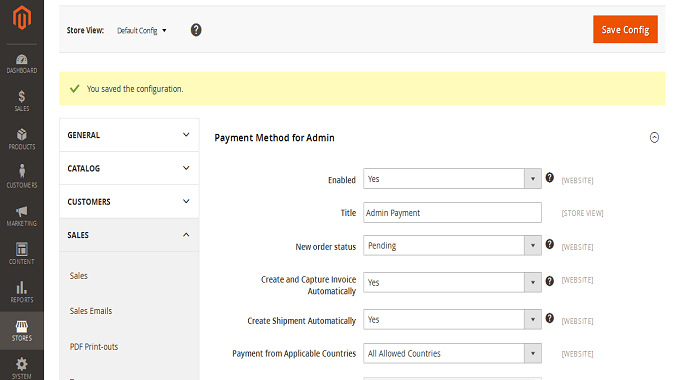 Store View: Default Config
Save Config
DASHBOARD
SALES
PRODUCTS
CUSTOMERS
MARKETING
CONTENT
REPORTS
STORES
SYSTEM
You saved the configuration.
GENERAL
CATALOG
CUSTOMERS
SALES
Sales
Sales Emails
PDF Print-outs
Payment Method for Admin
Enabled Yes [WEBSITE]
Title Admin Payment [STORE VIEW]
New order status Pending [WEBSITE]
Create and Capture Invoice
Automatically Yes [WEBSITE]
Create Shipment Automatically Yes [WEBSITE]
Payment from Applicable Countries All Allowed Countries [WEBSITE]